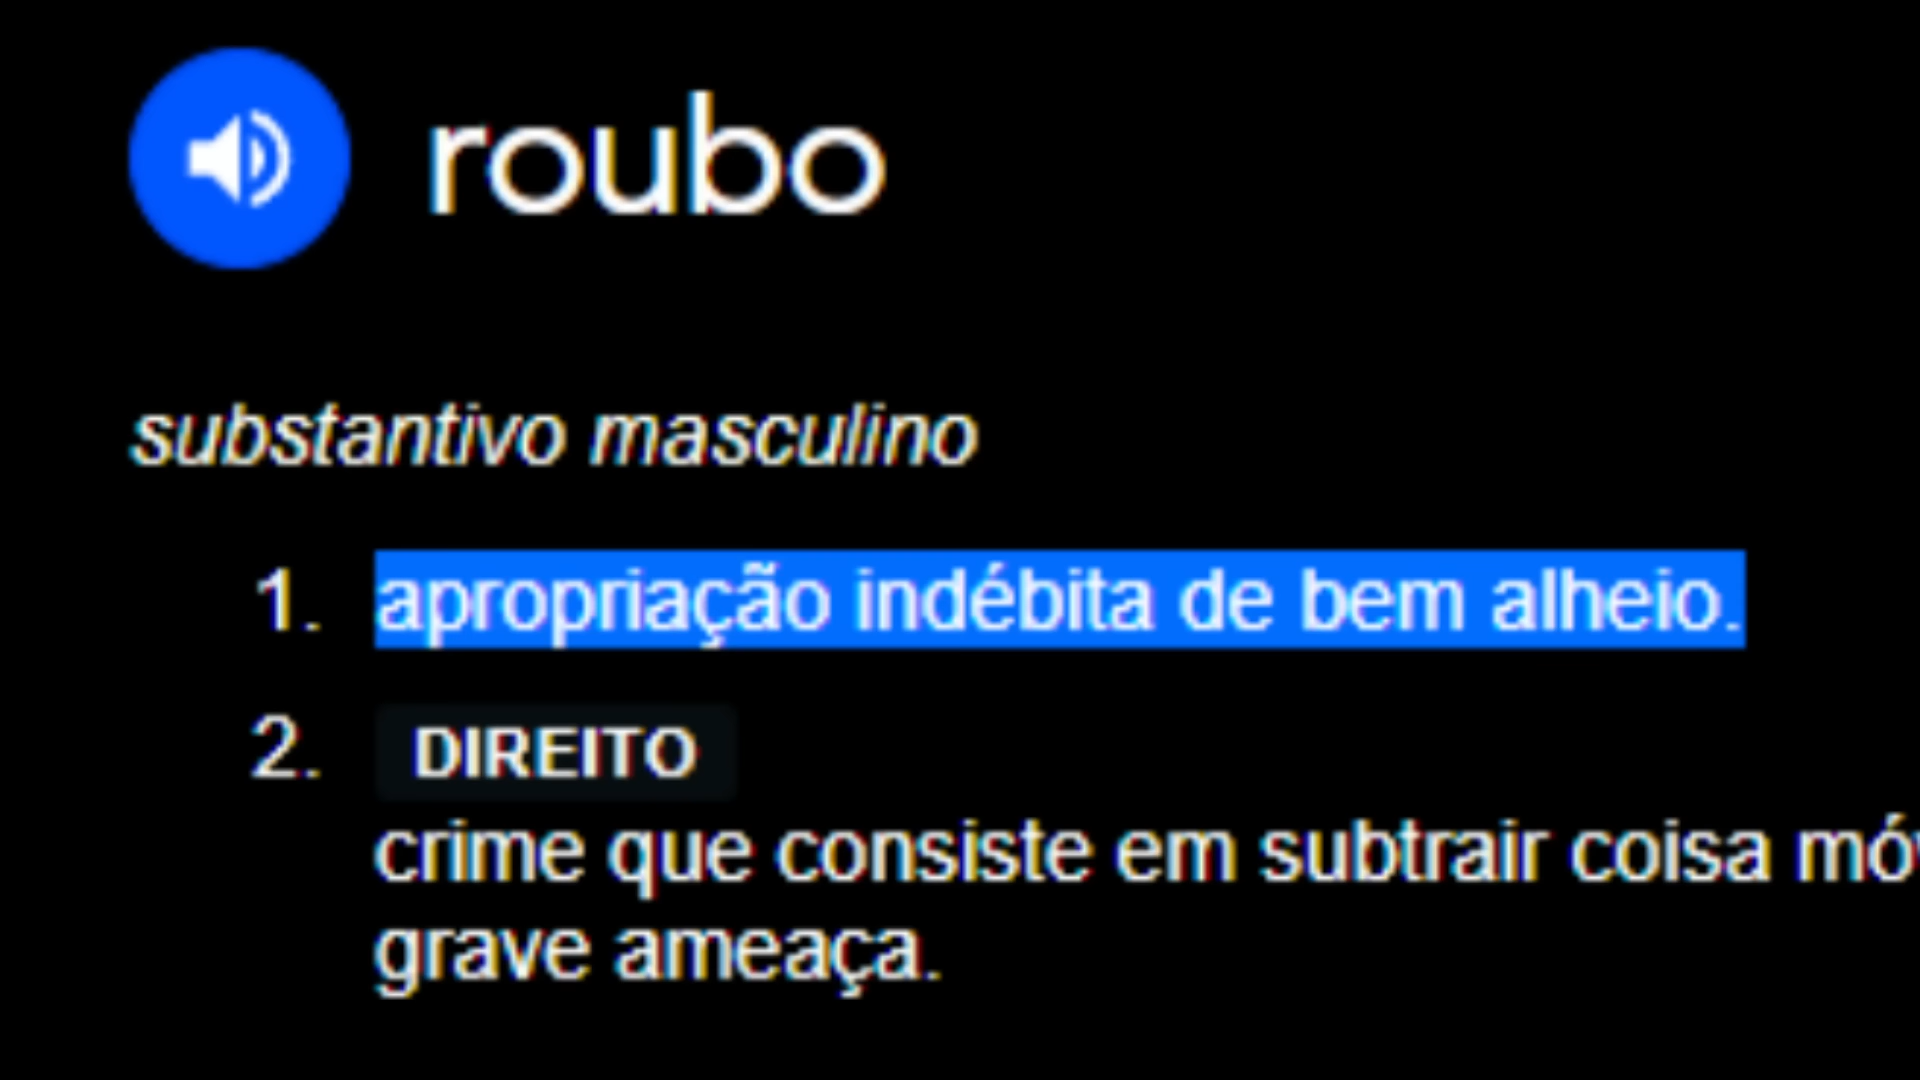 roubo
substantivo masculino
1. apropriação indébita de bem alheio.
2. DIREITO
crime que consiste em subtrair coisa
grave ameaça.